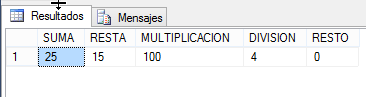 Resultados Mensajes
SUMA RESTA MULTIPLICACION DIVISION RESTO
1 25 15 100 4 0